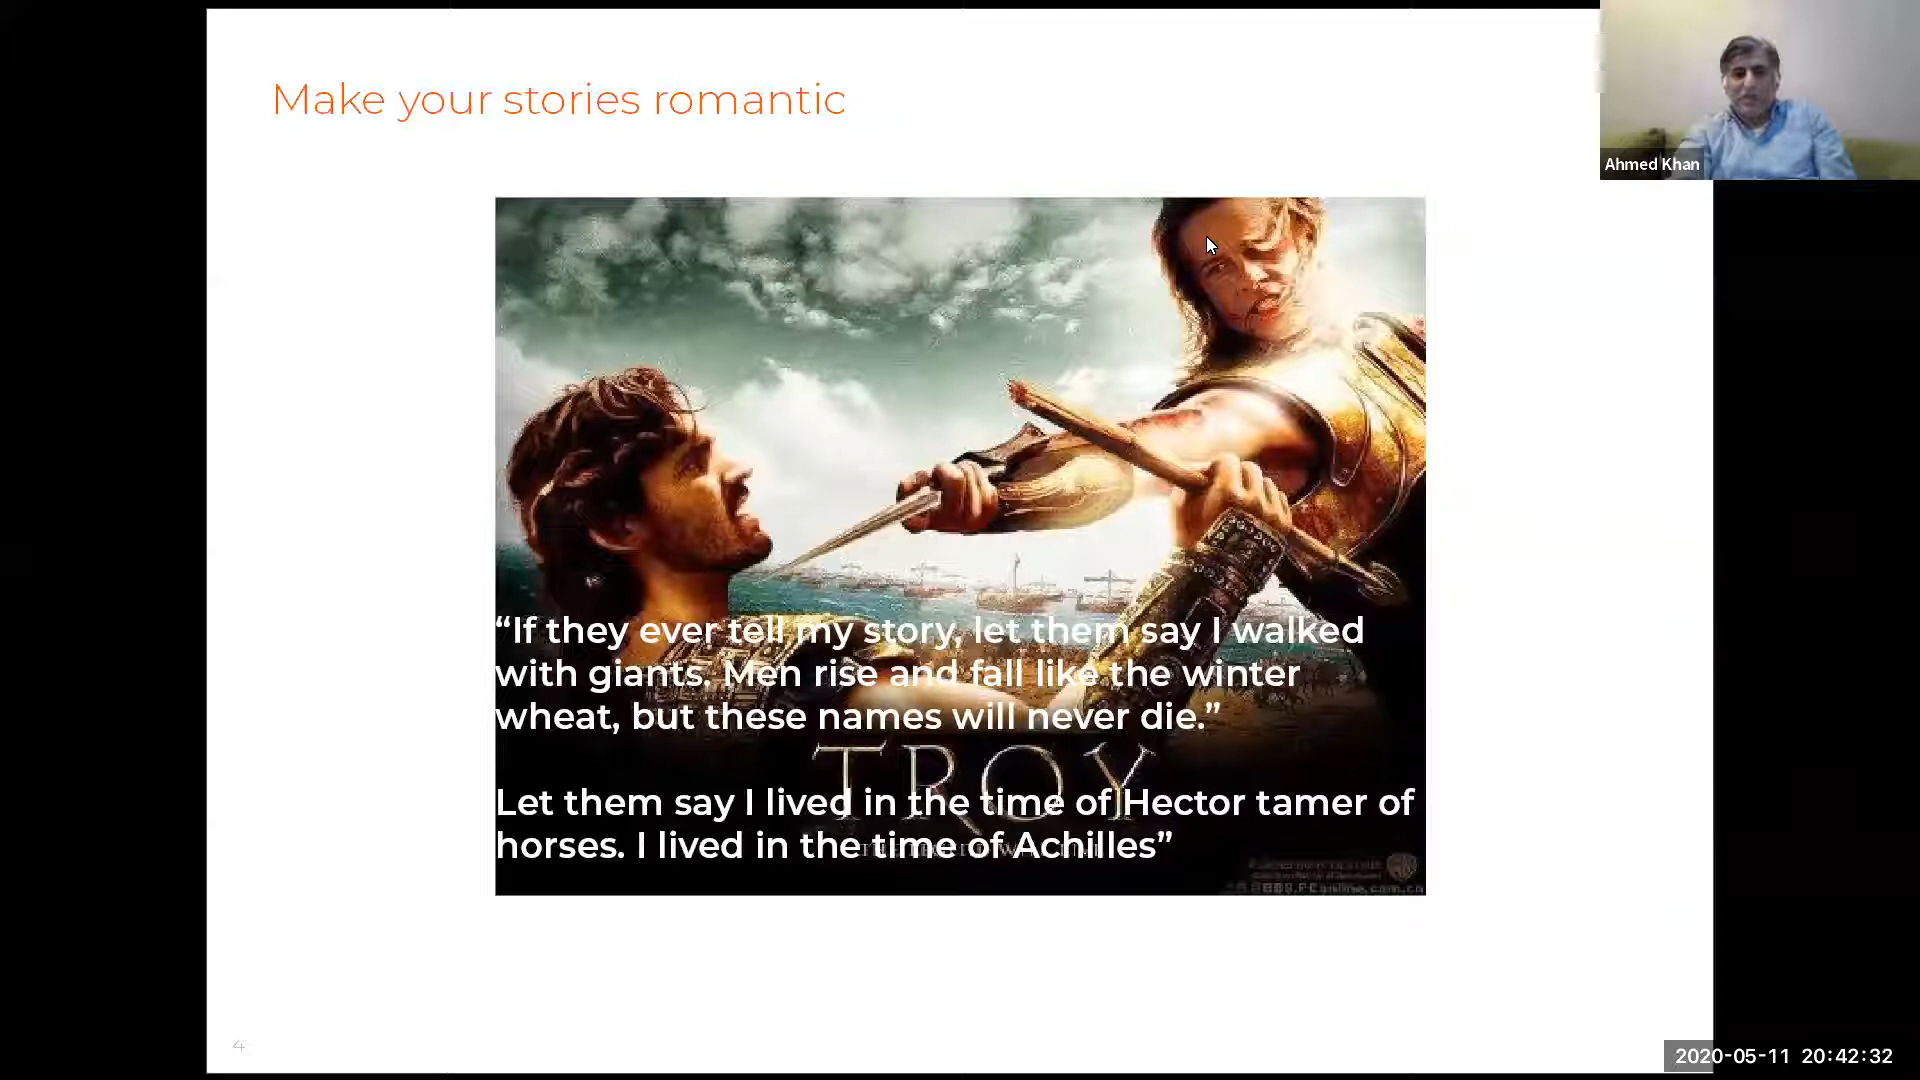 Make your stories romantic
Ahmed Khan
“If they ever tell my story, let them say I walked
with giants. Men rise and fall like the winter
wheat, but these names will never die.”
TROY
Let them say I lived in the time of Hector tamer of
horses. I lived in the time of Achilles”
4
2020-05-11 20:42:32